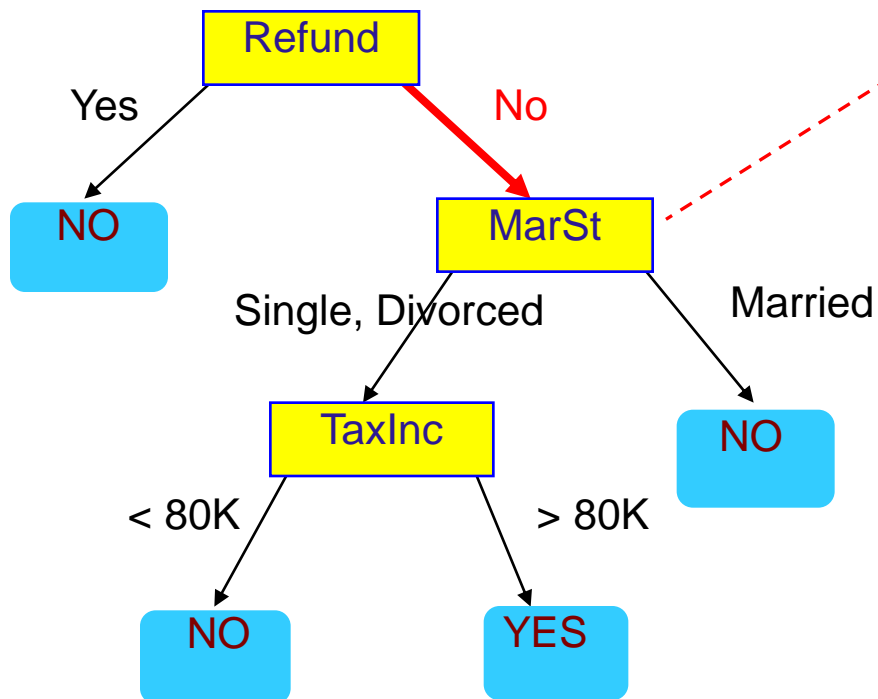 Refund
Yes
No
NO
MarSt
Single, Divorced
Married
TaxInc
NO
< 80K
> 80K
NO
YES